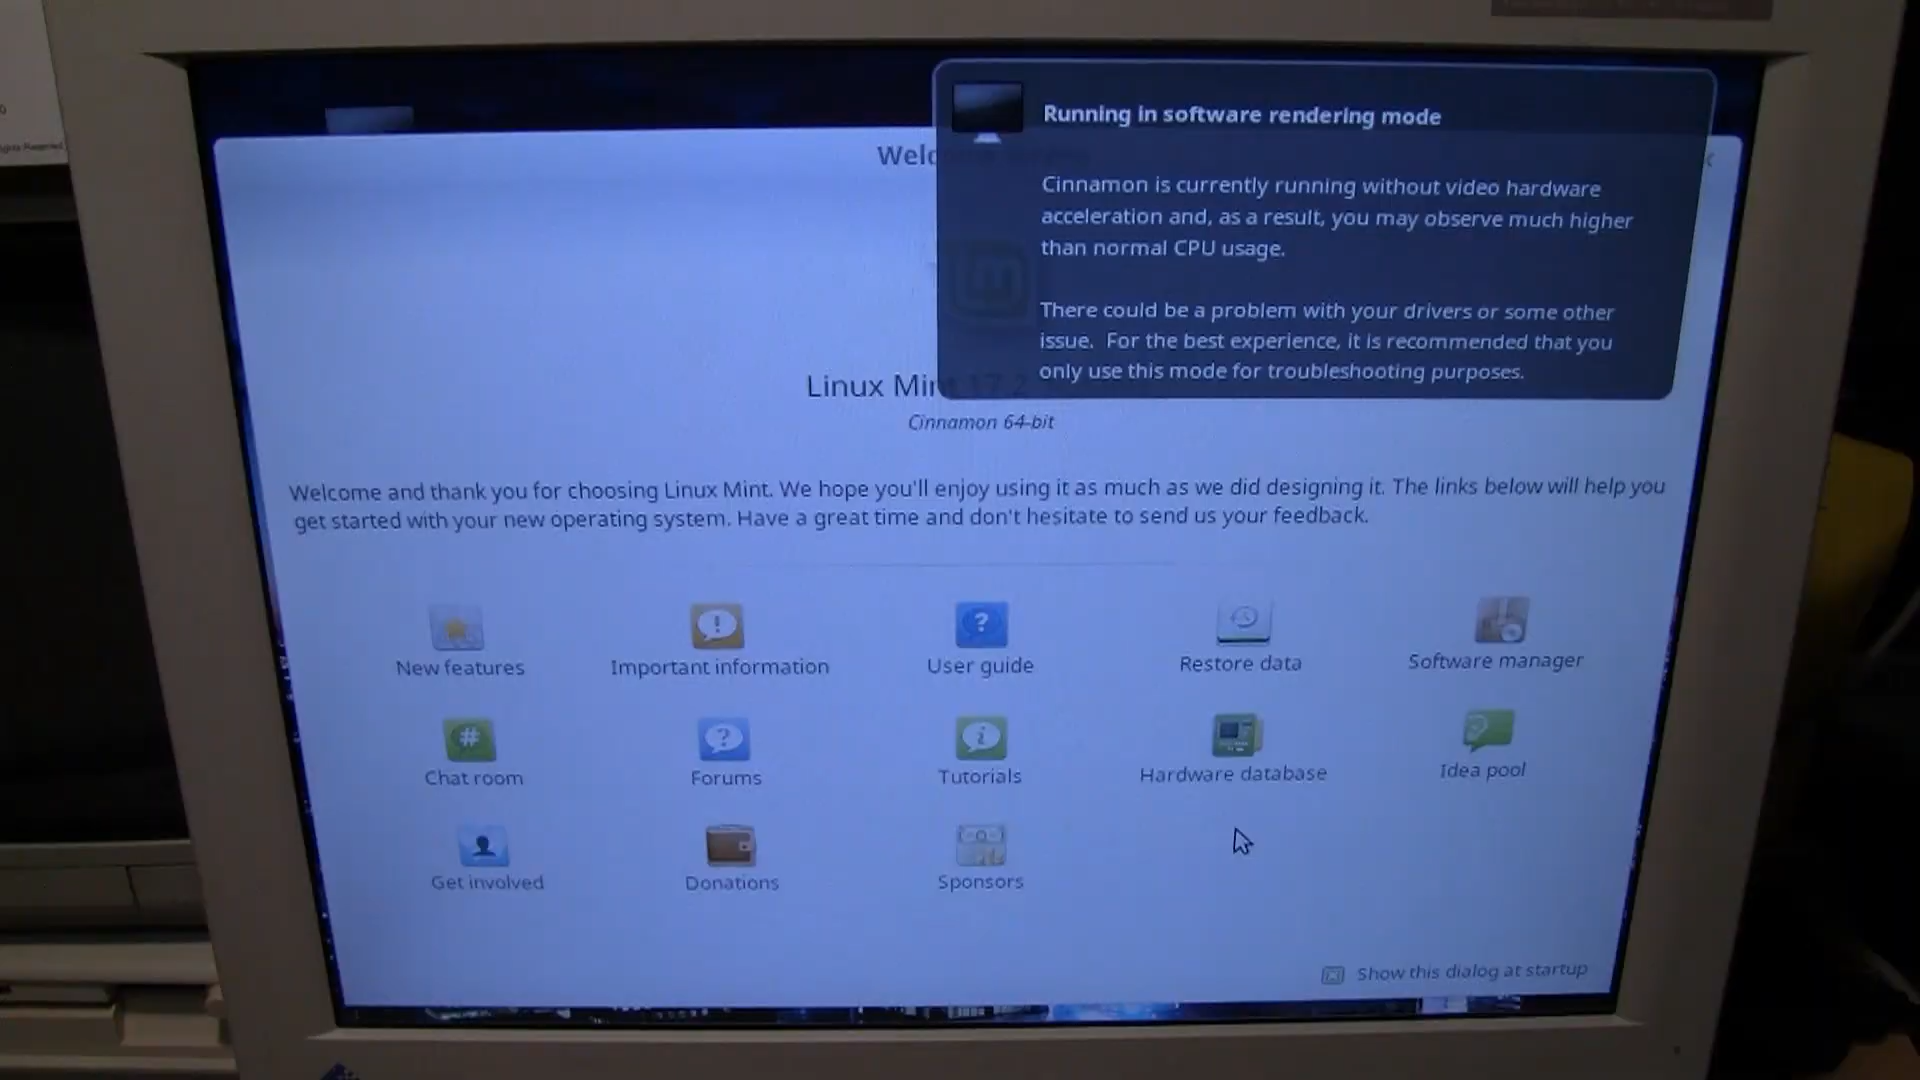 Running in software rendering mode
Cinnamon is currently running without video hardware
acceleration and, as a result, you may observe much higher
than normal CPU usage.
There could be a problem with your drivers or some other
issue.  For the best experience, it is recommended that you
only use this mode for troubleshooting purposes.
Linux Mint 17.2
Cinnamon 64-bit
Welcome and thank you for choosing Linux Mint. We hope you'll enjoy using it as much as we did designing it. The links below will help you
get started with your new operating system. Have a great time and don't hesitate to send us your feedback.
New features
Important information
User guide
Restore data
Software manager
Chat room
Forums
Tutorials
Hardware database
Idea pool
Get involved
Donations
Sponsors
Show this dialog at startup